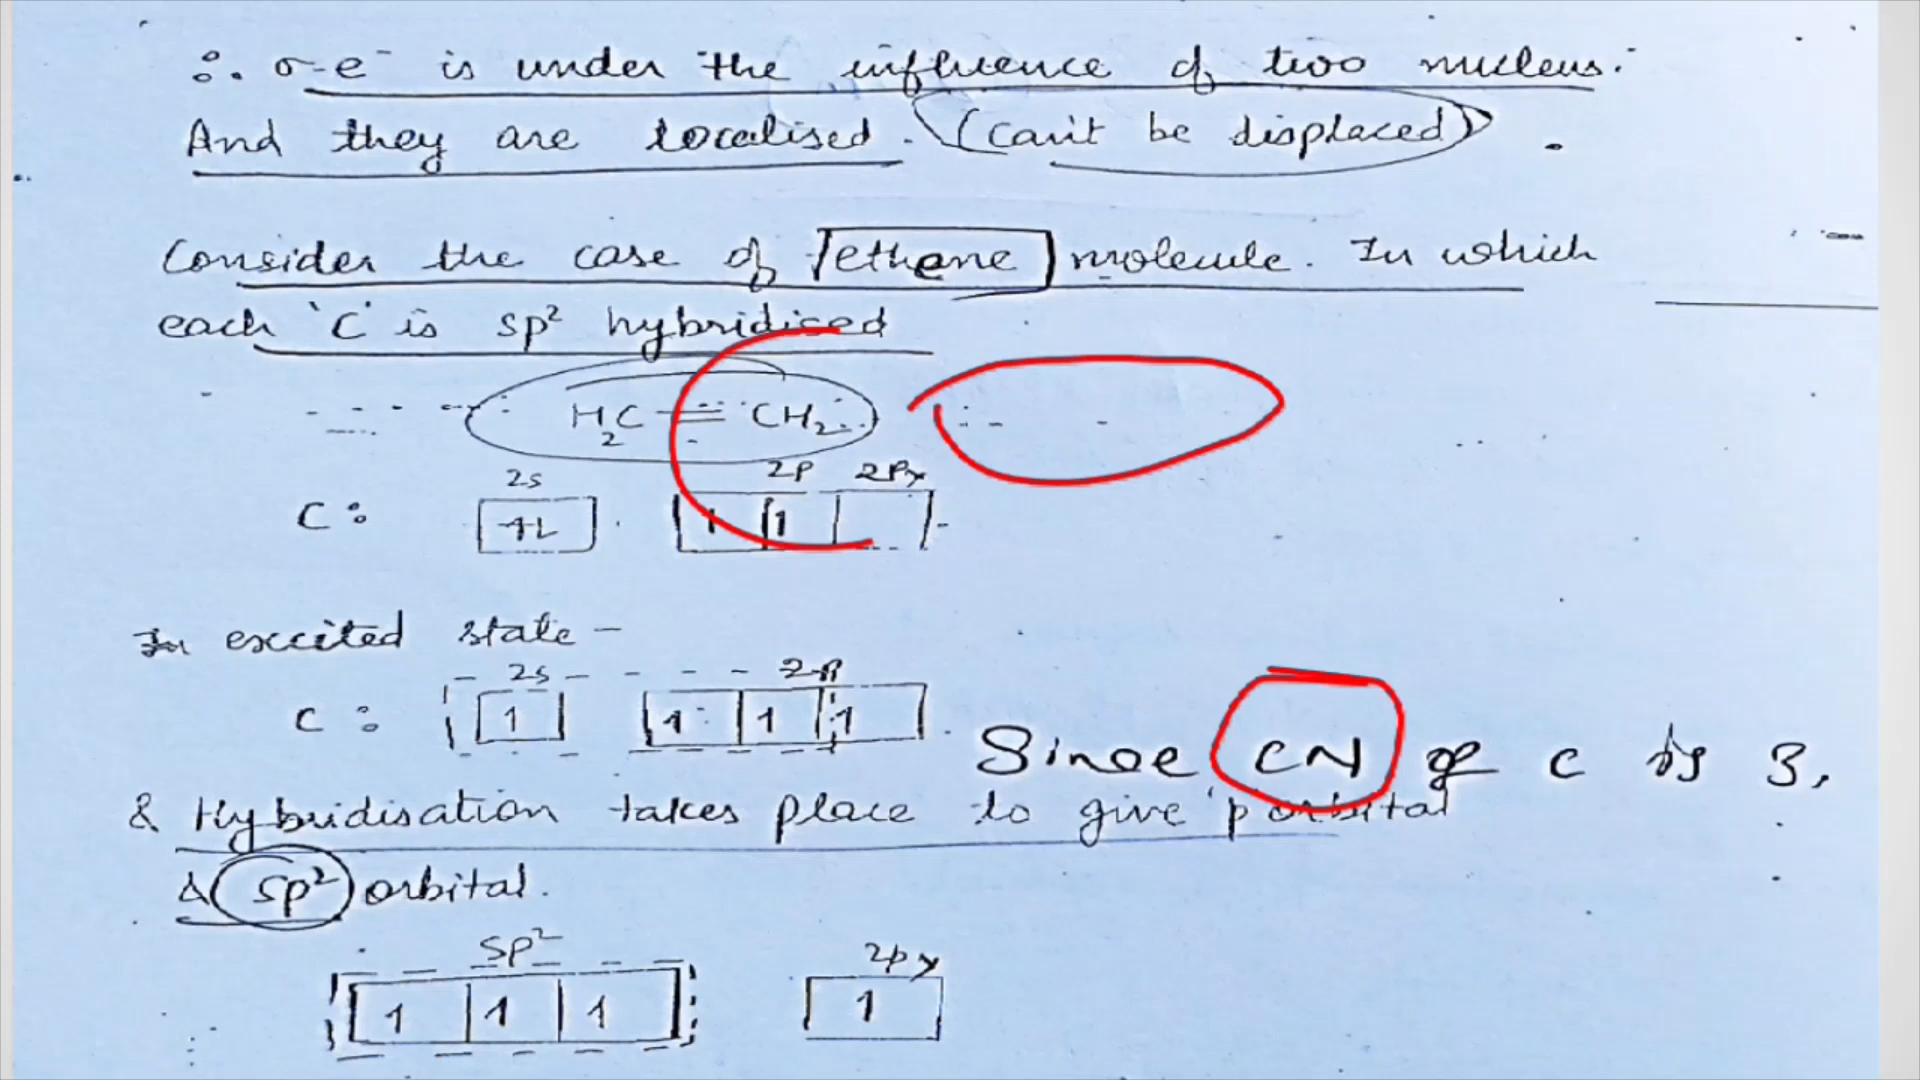 ∴ σ-e⁻ is under the influence of two nucleus.
And they are localised. (can't be displaced).
Consider the case of ethene molecule. In which
each 'C' is sp² hybridised
H₂C = CH₂
2s 2p 2py
C: 1L 1 1
In excited state -
2s 2p
C: 1 1 1 1
Since CN of C is 3,
& Hybridisation takes place to give 'p' orbital
& sp² orbital.
sp² 2py
1 1 1 1